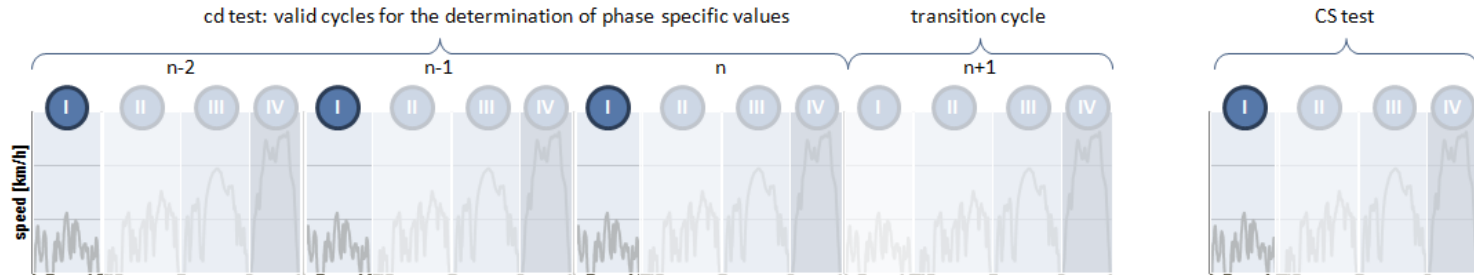 cd test: valid cycles for the determination of phase specific values transition cycle CS test
n-2 n-1 n n+1
I II III IV I II III IV I II III IV I II III IV I II III IV
speed [km/h]